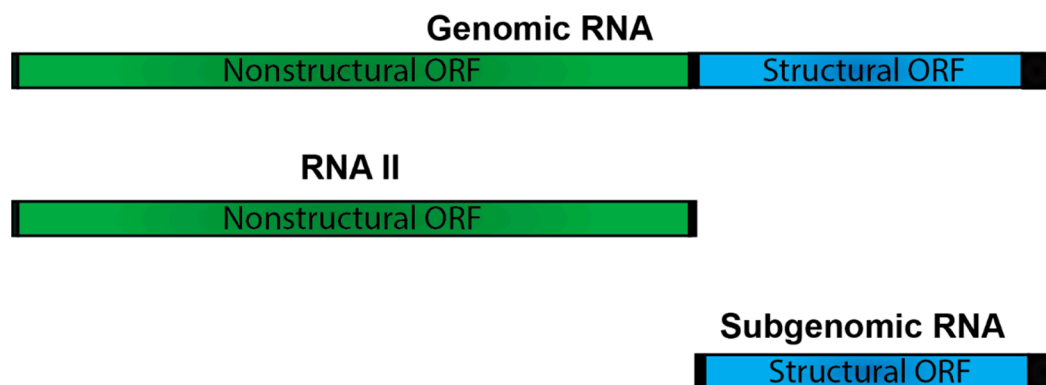 Genomic RNA
Nonstructural ORF Structural ORF
RNA II
Nonstructural ORF
Subgenomic RNA
Structural ORF